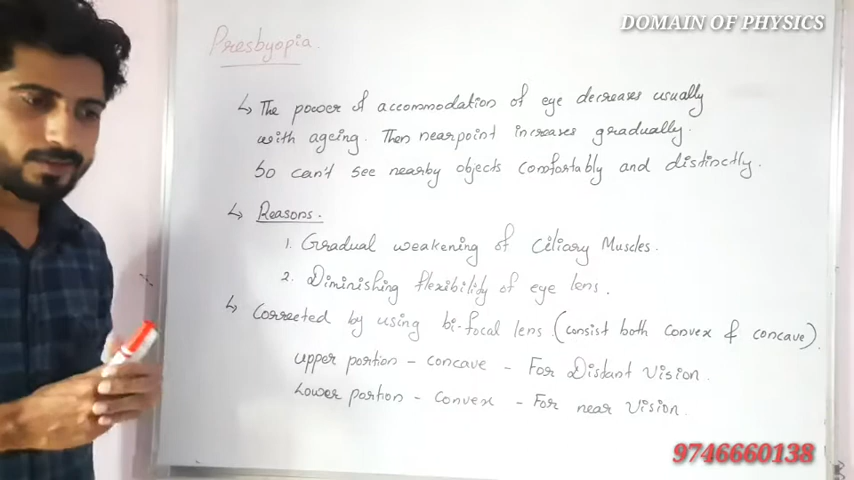 DOMAIN OF PHYSICS
Presbyopia.
↳ The power of accommodation of eye decreases usually
with ageing. Then nearpoint increases gradually.
So can't see nearby objects comfortably and distinctly.
↳ Reasons.
1. Gradual weakening of Ciliary Muscles.
2. Diminishing flexibility of eye lens.
↳ Corrected by using bi-focal lens (consist both convex & concave).
upper portion - concave - For Distant Vision.
Lower portion - convex - For near Vision.
9746660138